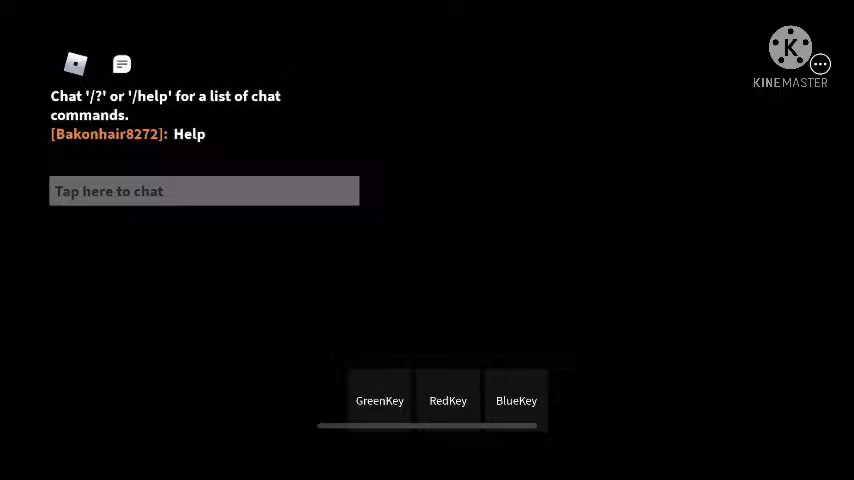 K
KINEMASTER
Chat '/?' or '/help' for a list of chat
commands.
[Bakonhair8272]: Help
Tap here to chat
GreenKey RedKey BlueKey